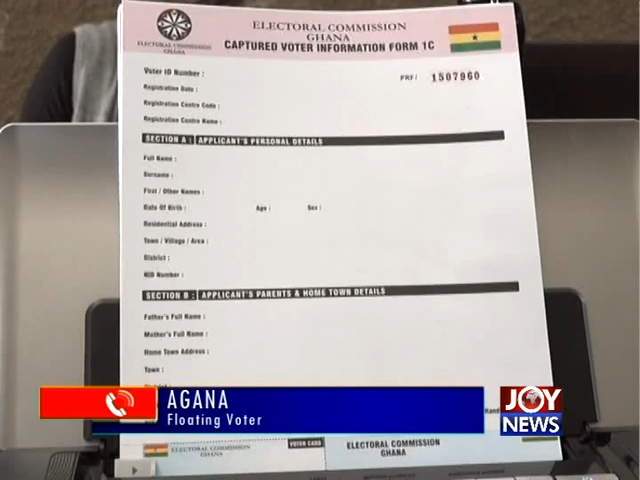 ELECTORAL COMMISSION
GHANA
ELECTORAL COMMISSION
GHANA
CAPTURED VOTER INFORMATION FORM 1C
Voter ID Number :
PRF: 1507960
Registration Date :
Registration Centre Code :
Registration Centre Name :
SECTION A : APPLICANT'S PERSONAL DETAILS
Full Name :
Surname :
First / Other Names :
Date Of Birth : Age : Sex :
Residential Address :
Town / Village / Area :
District :
NID Number :
SECTION B : APPLICANT'S PARENTS & HOME TOWN DETAILS
Father's Full Name :
Mother's Full Name :
Home Town Address :
Town :
AGANA
Floating Voter
JOY
NEWS
Hand
ELECTORAL COMMISSION
GHANA
VOTER CARD
ELECTORAL COMMISSION
GHANA